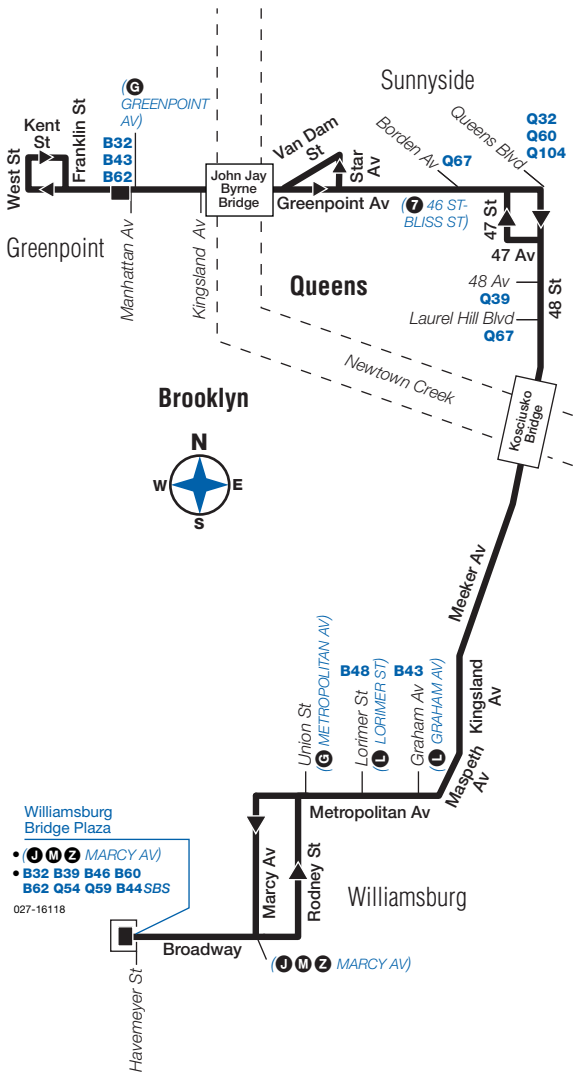 Sunnyside
(G
GREENPOINT
AV)
Kent
St
Franklin St
West St
B32
B43
B62
Van Dam
St
Star
Av
Borden Av
Q67
Queens Blvd
Q32
Q60
Q104
John Jay
Byrne
Bridge
Greenpoint Av
(7 46 ST-
BLISS ST)
47 St
47 Av
Greenpoint
Manhattan Av
Kingsland Av
Queens
48 Av
Q39
Laurel Hill Blvd
Q67
48 St
Newtown Creek
Kosciusko
Bridge
Brooklyn
N
W
E
S
Meeker Av
Kingsland
Av
Maspeth
Av
Union St
(G METROPOLITAN AV)
B48
Lorimer St
(L LORIMER ST)
B43
Graham Av
(L GRAHAM AV)
Metropolitan Av
Williamsburg
Bridge Plaza
• (J M Z MARCY AV)
• B32 B39 B46 B60
B62 Q54 Q59 B44SBS
027-16118
Marcy Av
Rodney St
Williamsburg
Broadway
(J M Z MARCY AV)
Havemeyer St